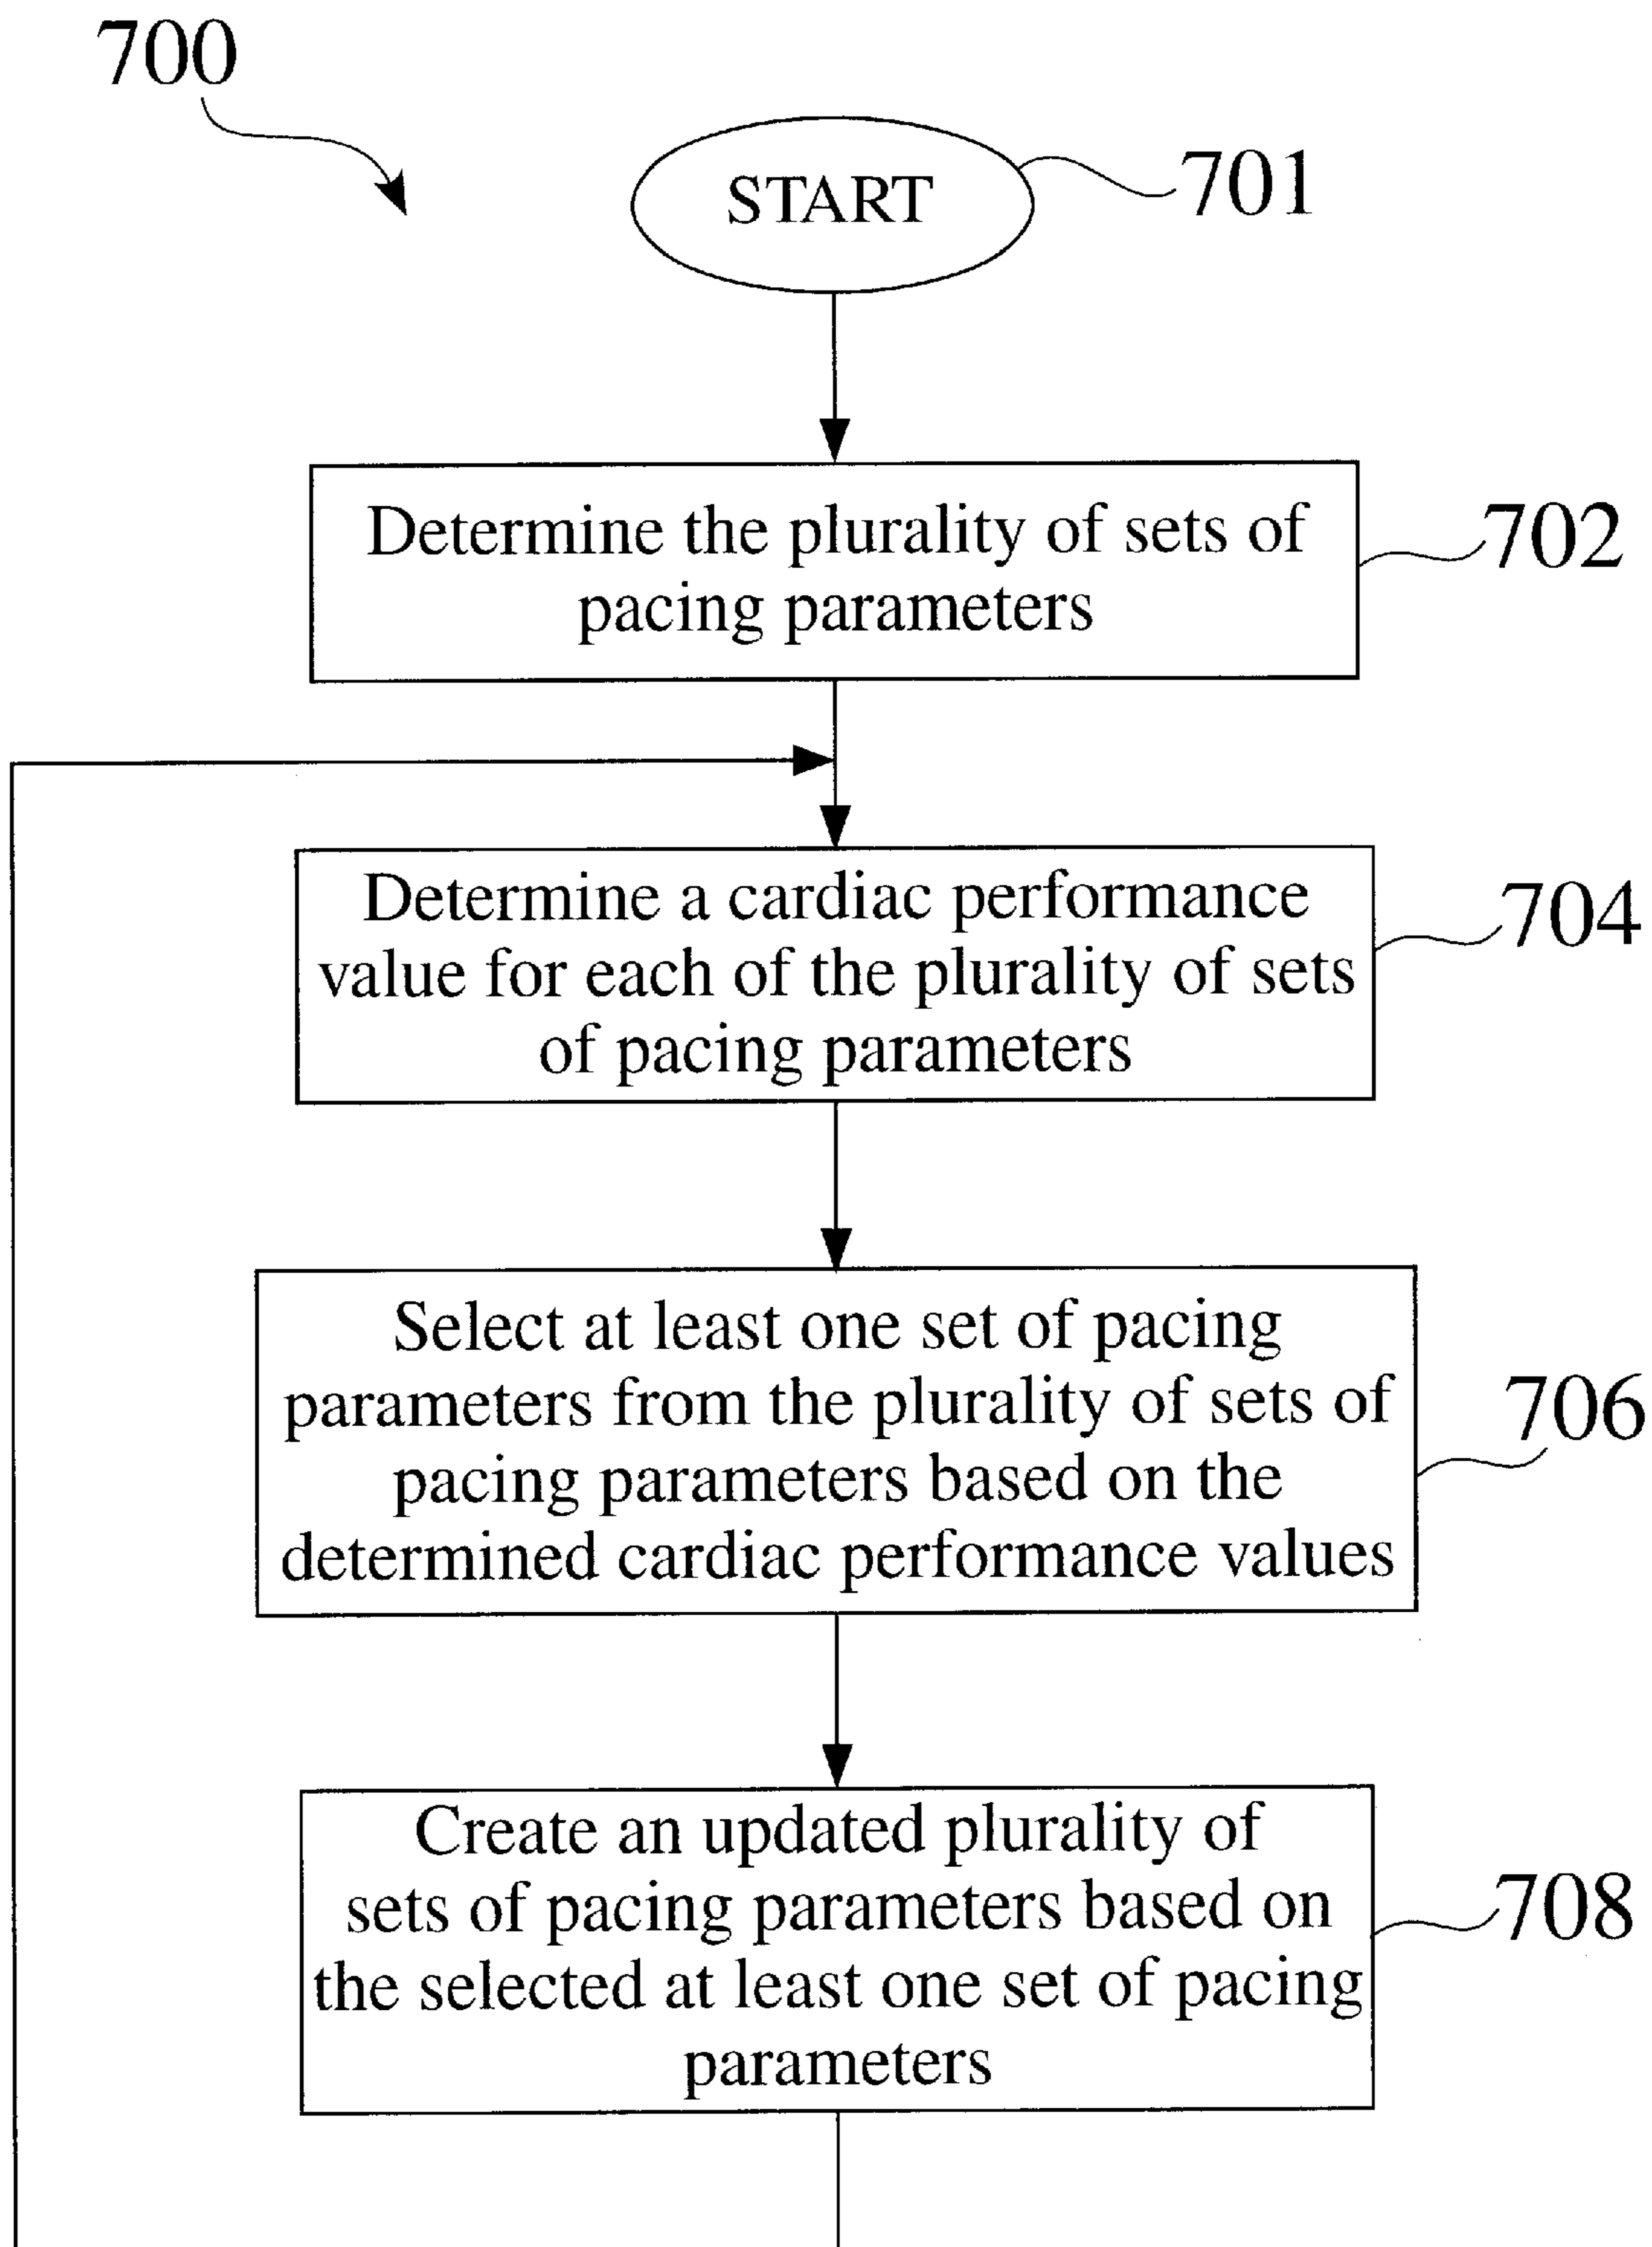 700
START
701
Determine the plurality of sets of
pacing parameters
702
Determine a cardiac performance
value for each of the plurality of sets
of pacing parameters
704
Select at least one set of pacing
parameters from the plurality of sets of
pacing parameters based on the
determined cardiac performance values
706
Create an updated plurality of
sets of pacing parameters based on
the selected at least one set of pacing
parameters
708